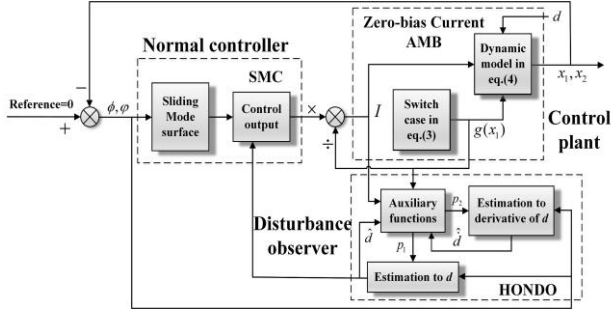 Zero-bias Current
AMB
d
Normal controller
SMC
Dynamic
model in
eq.(4)
x₁, x₂
−
Reference=0
+
ϕ,φ
Sliding
Mode
surface
Control
output
×
÷
I
Switch
case in
eq.(3)
g(x₁)
Control
plant
Disturbance
observer
Auxiliary
functions
p₂
Estimation to
derivative of d
d̂
d̂̇
p₁
Estimation to d
HONDO